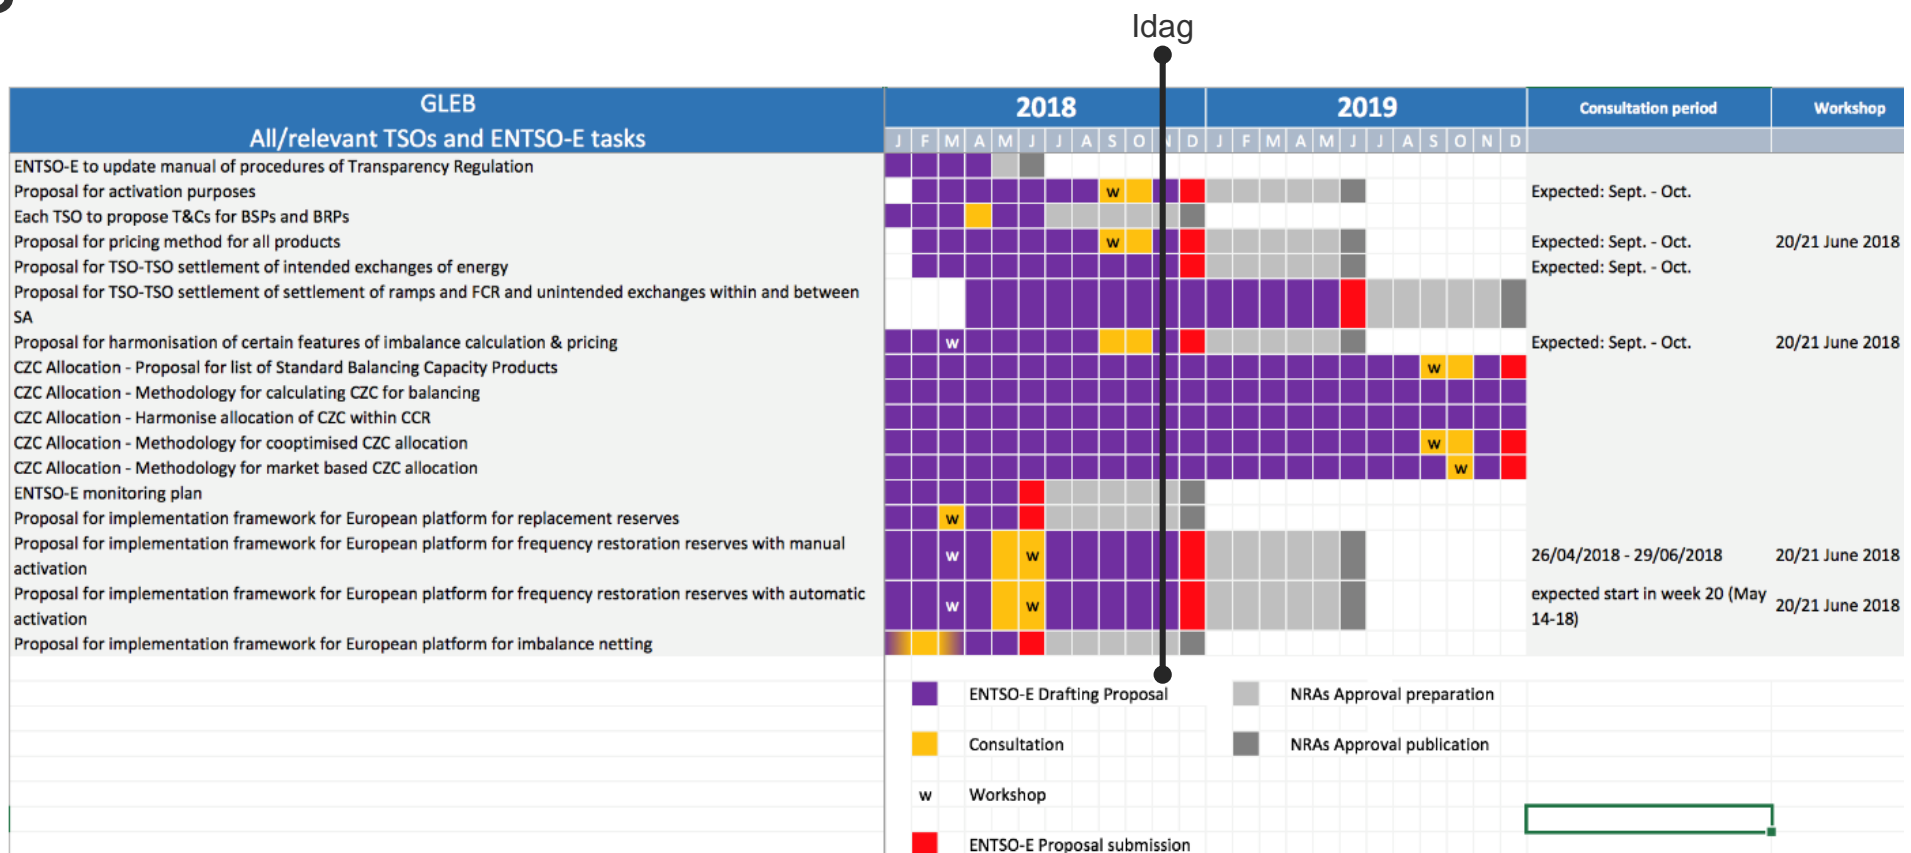 Idag
GLEB
All/relevant TSOs and ENTSO-E tasks
2018
2019
Consultation period
Workshop
J F M A M J J A S O N D J F M A M J J A S O N D
ENTSO-E to update manual of procedures of Transparency Regulation
Proposal for activation purposes w Expected: Sept. - Oct.
Each TSO to propose T&Cs for BSPs and BRPs
Proposal for pricing method for all products w Expected: Sept. - Oct. 20/21 June 2018
Proposal for TSO-TSO settlement of intended exchanges of energy Expected: Sept. - Oct.
Proposal for TSO-TSO settlement of settlement of ramps and FCR and unintended exchanges within and between
SA
Proposal for harmonisation of certain features of imbalance calculation & pricing w Expected: Sept. - Oct. 20/21 June 2018
CZC Allocation - Proposal for list of Standard Balancing Capacity Products w
CZC Allocation - Methodology for calculating CZC for balancing
CZC Allocation - Harmonise allocation of CZC within CCR
CZC Allocation - Methodology for cooptimised CZC allocation w
CZC Allocation - Methodology for market based CZC allocation w
ENTSO-E monitoring plan
Proposal for implementation framework for European platform for replacement reserves w
Proposal for implementation framework for European platform for frequency restoration reserves with manual
activation w w 26/04/2018 - 29/06/2018 20/21 June 2018
Proposal for implementation framework for European platform for frequency restoration reserves with automatic
activation w w expected start in week 20 (May
14-18) 20/21 June 2018
Proposal for implementation framework for European platform for imbalance netting
ENTSO-E Drafting Proposal
NRAs Approval preparation
Consultation
NRAs Approval publication
w Workshop
ENTSO-E Proposal submission